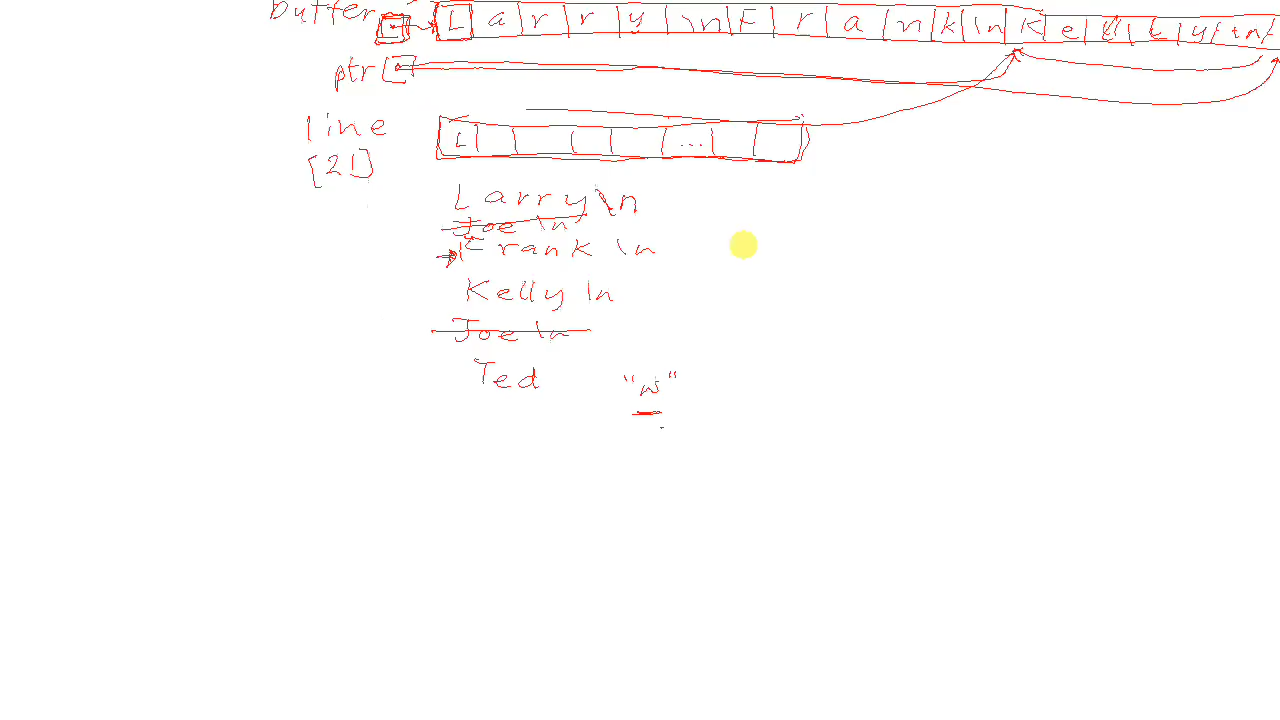 buffer L a r r y \n F r a n k \n K e l l y \n
ptr
line L ...
[21]
Larry\n
Joe \n
Frank \n
Kelly \n
Joe \n
Ted "w"